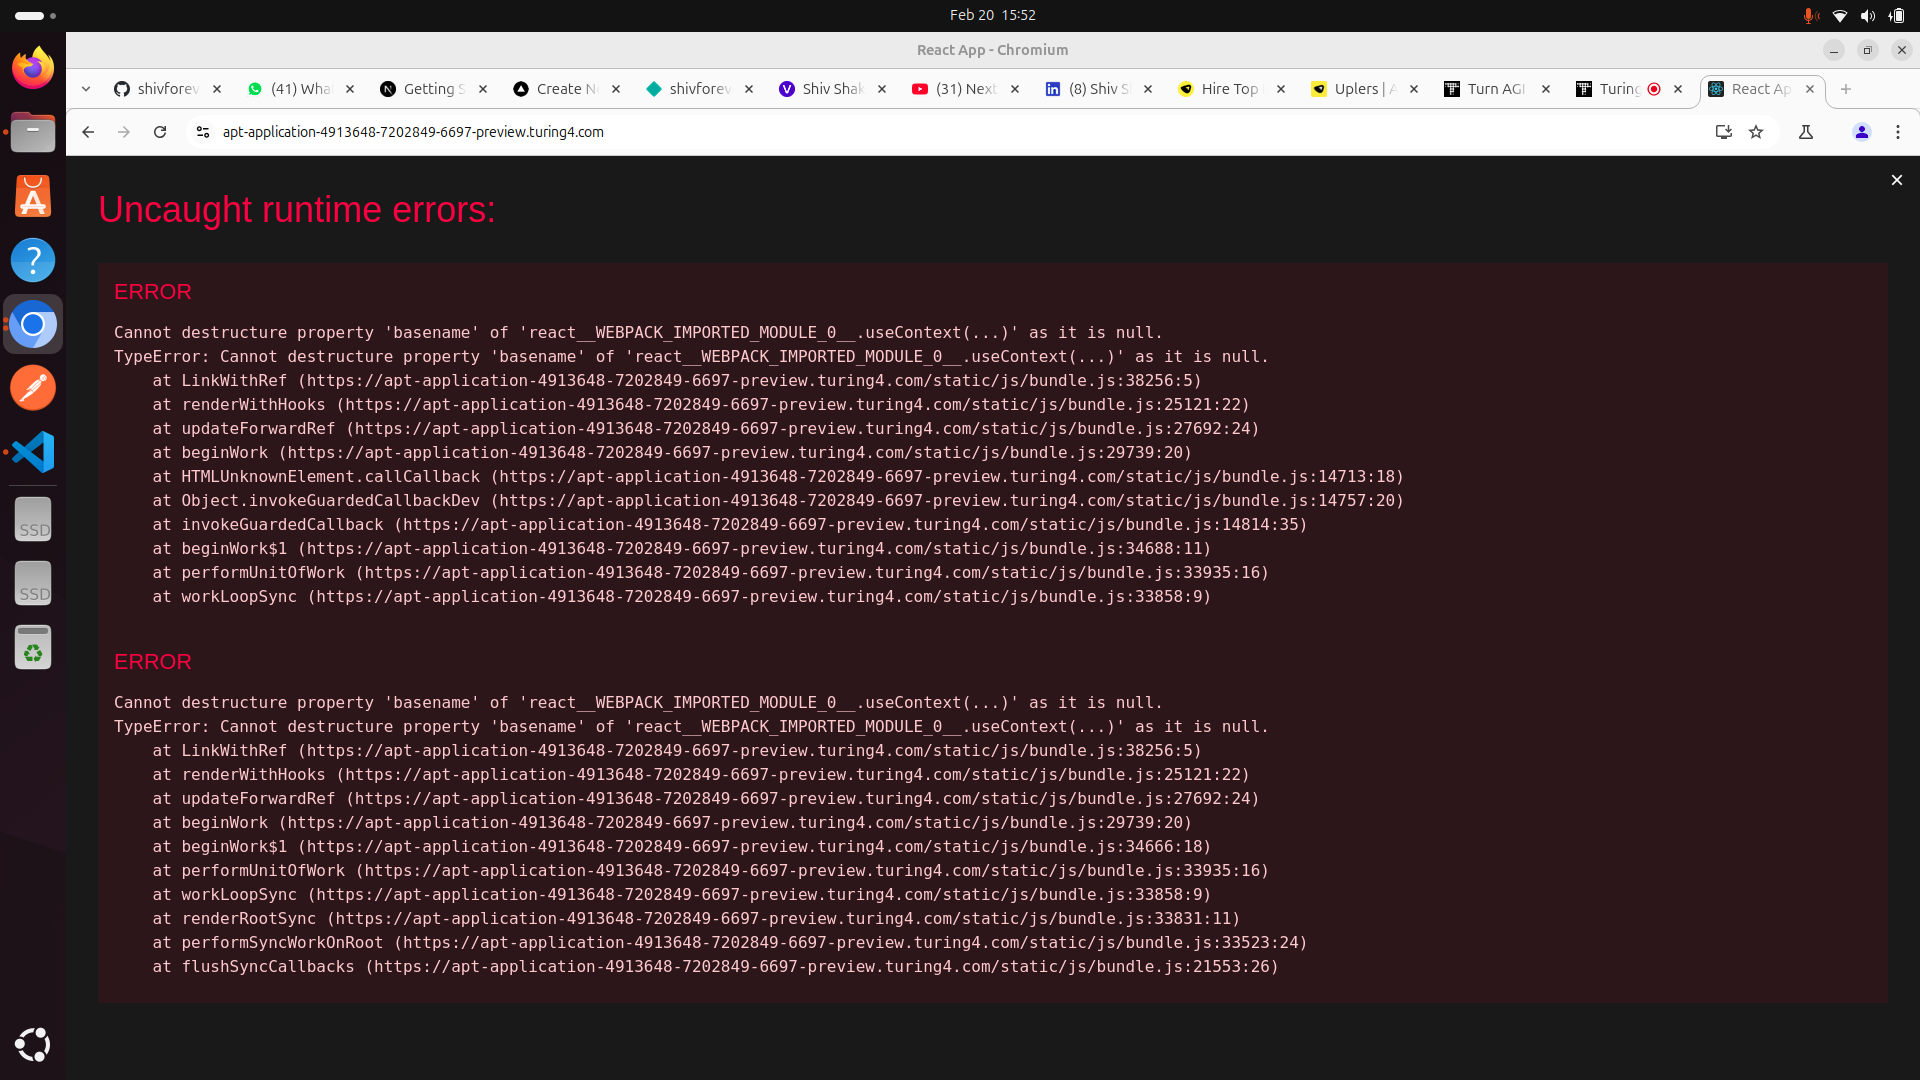 Feb 20 15:52
React App - Chromium
shivforev
(41) Wha
Getting S
Create Ne
shivforev
Shiv Shak
(31) Next
(8) Shiv S
Hire Top
Uplers | A
Turn AGI
Turing
React Ap
apt-application-4913648-7202849-6697-preview.turing4.com
Uncaught runtime errors:
ERROR
Cannot destructure property 'basename' of 'react__WEBPACK_IMPORTED_MODULE_0__.useContext(...)' as it is null.
TypeError: Cannot destructure property 'basename' of 'react__WEBPACK_IMPORTED_MODULE_0__.useContext(...)' as it is null.
at LinkWithRef (https://apt-application-4913648-7202849-6697-preview.turing4.com/static/js/bundle.js:38256:5)
at renderWithHooks (https://apt-application-4913648-7202849-6697-preview.turing4.com/static/js/bundle.js:25121:22)
at updateForwardRef (https://apt-application-4913648-7202849-6697-preview.turing4.com/static/js/bundle.js:27692:24)
at beginWork (https://apt-application-4913648-7202849-6697-preview.turing4.com/static/js/bundle.js:29739:20)
at HTMLUnknownElement.callCallback (https://apt-application-4913648-7202849-6697-preview.turing4.com/static/js/bundle.js:14713:18)
at Object.invokeGuardedCallbackDev (https://apt-application-4913648-7202849-6697-preview.turing4.com/static/js/bundle.js:14757:20)
at invokeGuardedCallback (https://apt-application-4913648-7202849-6697-preview.turing4.com/static/js/bundle.js:14814:35)
at beginWork$1 (https://apt-application-4913648-7202849-6697-preview.turing4.com/static/js/bundle.js:34688:11)
at performUnitOfWork (https://apt-application-4913648-7202849-6697-preview.turing4.com/static/js/bundle.js:33935:16)
at workLoopSync (https://apt-application-4913648-7202849-6697-preview.turing4.com/static/js/bundle.js:33858:9)
ERROR
Cannot destructure property 'basename' of 'react__WEBPACK_IMPORTED_MODULE_0__.useContext(...)' as it is null.
TypeError: Cannot destructure property 'basename' of 'react__WEBPACK_IMPORTED_MODULE_0__.useContext(...)' as it is null.
at LinkWithRef (https://apt-application-4913648-7202849-6697-preview.turing4.com/static/js/bundle.js:38256:5)
at renderWithHooks (https://apt-application-4913648-7202849-6697-preview.turing4.com/static/js/bundle.js:25121:22)
at updateForwardRef (https://apt-application-4913648-7202849-6697-preview.turing4.com/static/js/bundle.js:27692:24)
at beginWork (https://apt-application-4913648-7202849-6697-preview.turing4.com/static/js/bundle.js:29739:20)
at beginWork$1 (https://apt-application-4913648-7202849-6697-preview.turing4.com/static/js/bundle.js:34666:18)
at performUnitOfWork (https://apt-application-4913648-7202849-6697-preview.turing4.com/static/js/bundle.js:33935:16)
at workLoopSync (https://apt-application-4913648-7202849-6697-preview.turing4.com/static/js/bundle.js:33858:9)
at renderRootSync (https://apt-application-4913648-7202849-6697-preview.turing4.com/static/js/bundle.js:33831:11)
at performSyncWorkOnRoot (https://apt-application-4913648-7202849-6697-preview.turing4.com/static/js/bundle.js:33523:24)
at flushSyncCallbacks (https://apt-application-4913648-7202849-6697-preview.turing4.com/static/js/bundle.js:21553:26)
SSD
SSD